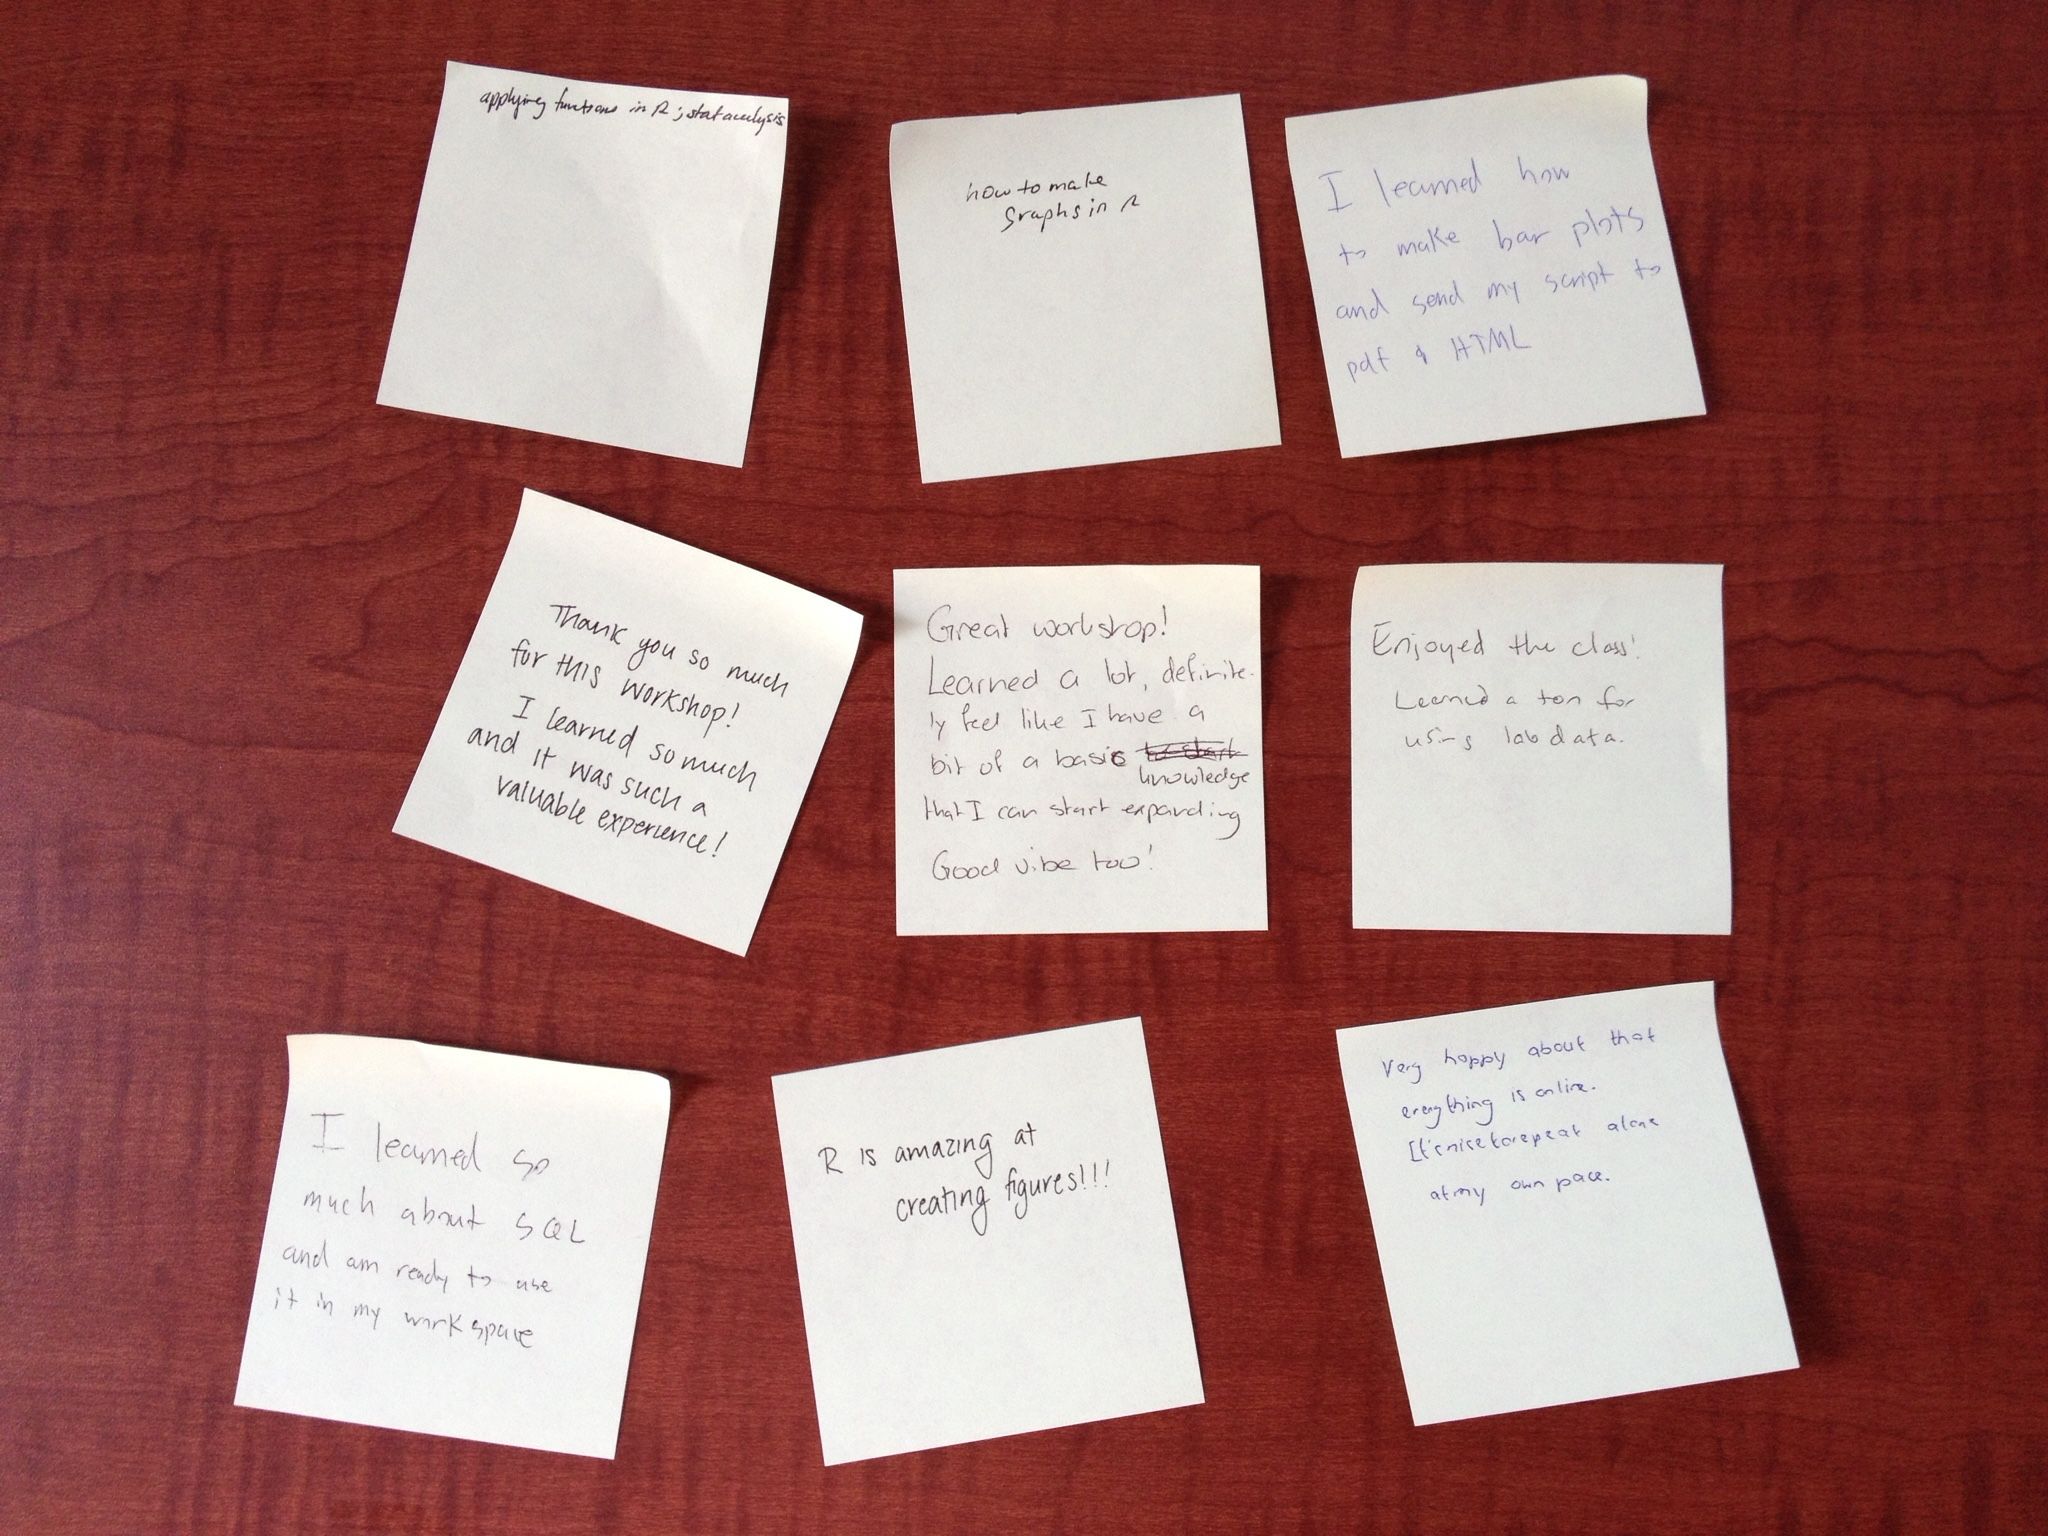 applying functions in R ; stat analysis
how to make
graphs in R
I learned how
to make bar plots
and send my script to
pdf & HTML
Thank you so much
for this workshop!
I learned so much
and it was such a
valuable experience!
Great workshop!
Learned a lot, definite-
ly feel like I have a
bit of a basic to start
knowledge
that I can start expanding
Good vibe too!
Enjoyed the class!
Learned a ton for
using lab data.
I learned so
much about SQL
and am ready to use
it in my workspace
R is amazing at
creating figures!!!
Very happy about that
everything is online.
It's nice to repeat alone
at my own pace.